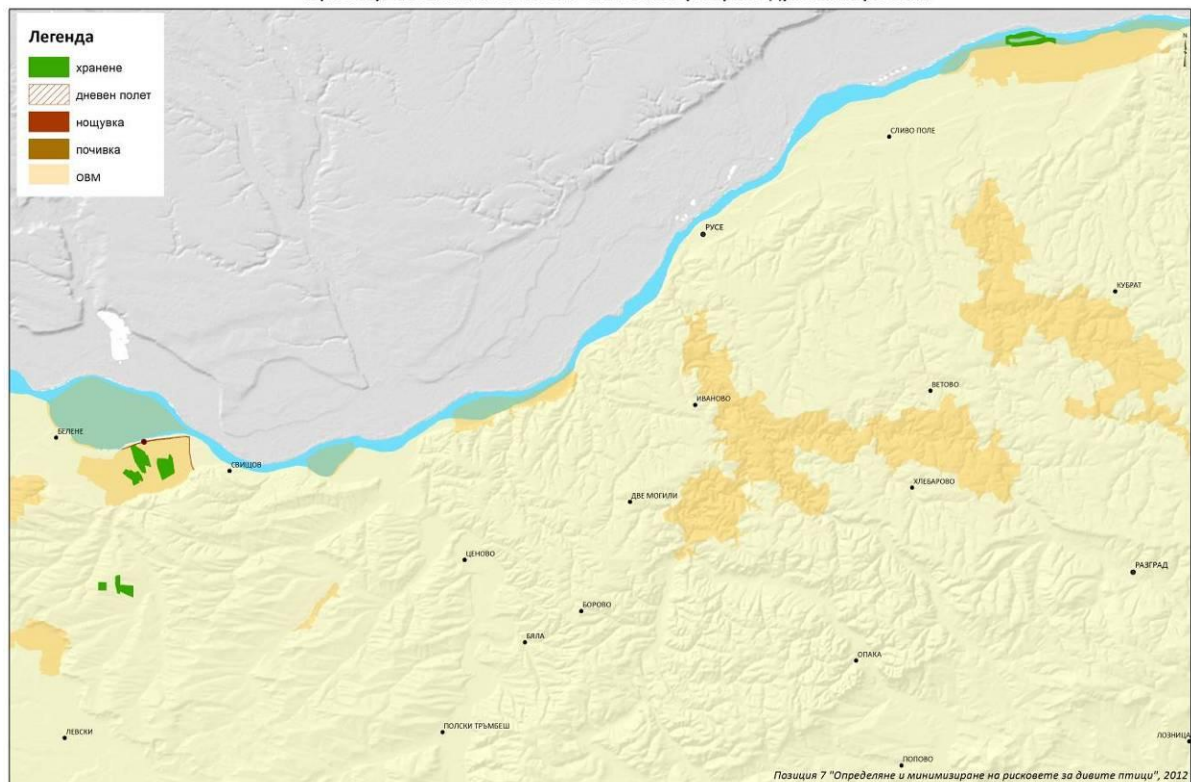 Легенда
хранене
дневен полет
нощувка
почивка
ОВМ
СЛИВО ПОЛЕ
РУСЕ
КУБРАТ
ВЕТОВО
ИВАНОВО
БЕЛЕНЕ
СВИЩОВ
ХЛЕБАРОВО
ДВЕ МОГИЛИ
ЦЕНОВО
РАЗГРАД
БОРОВО
БЯЛА
ОПАКА
ЛЕВСКИ
ПОЛСКИ ТРЪМБЕШ
ЛОЗНИЦА
ПОПОВО
Позиция 7 "Определяне и минимизиране на рисковете за дивите птици", 2012